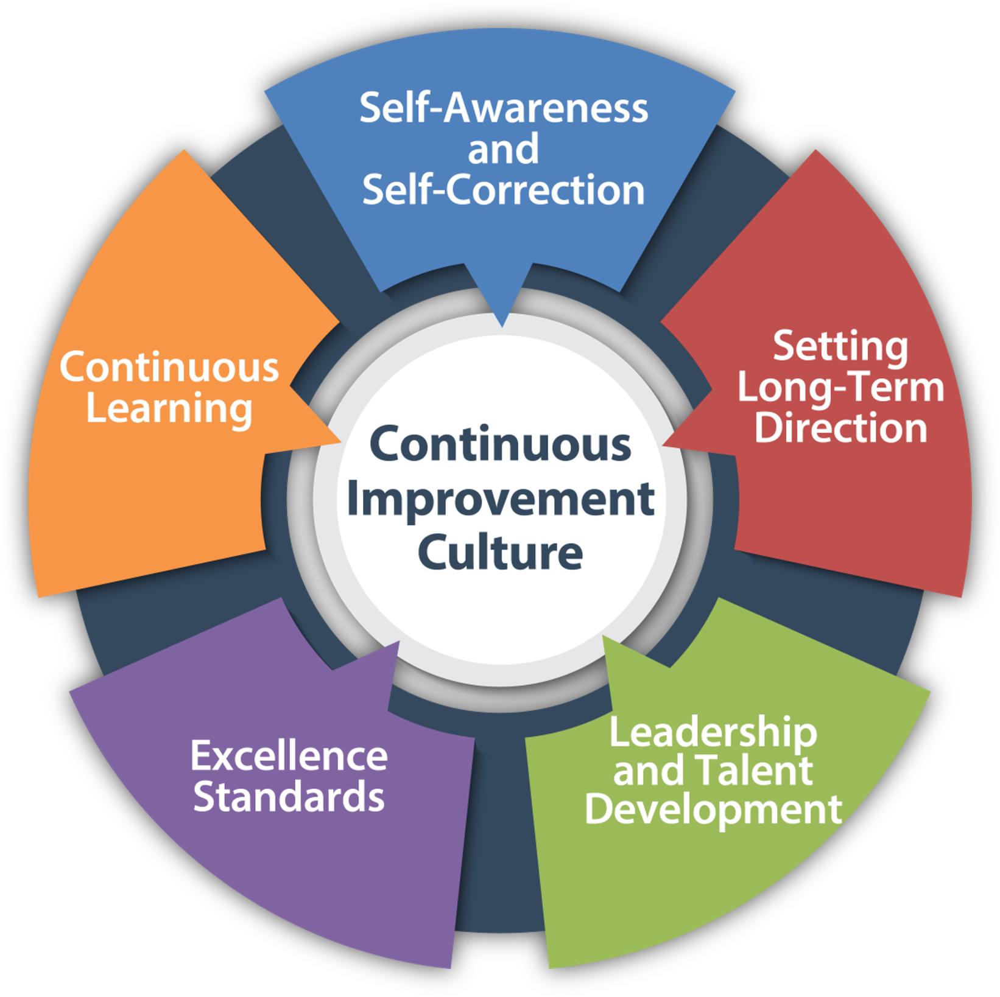 Self-Awareness
and
Self-Correction
Setting
Long-Term
Direction
Leadership
and Talent
Development
Excellence
Standards
Continuous
Learning
Continuous
Improvement
Culture